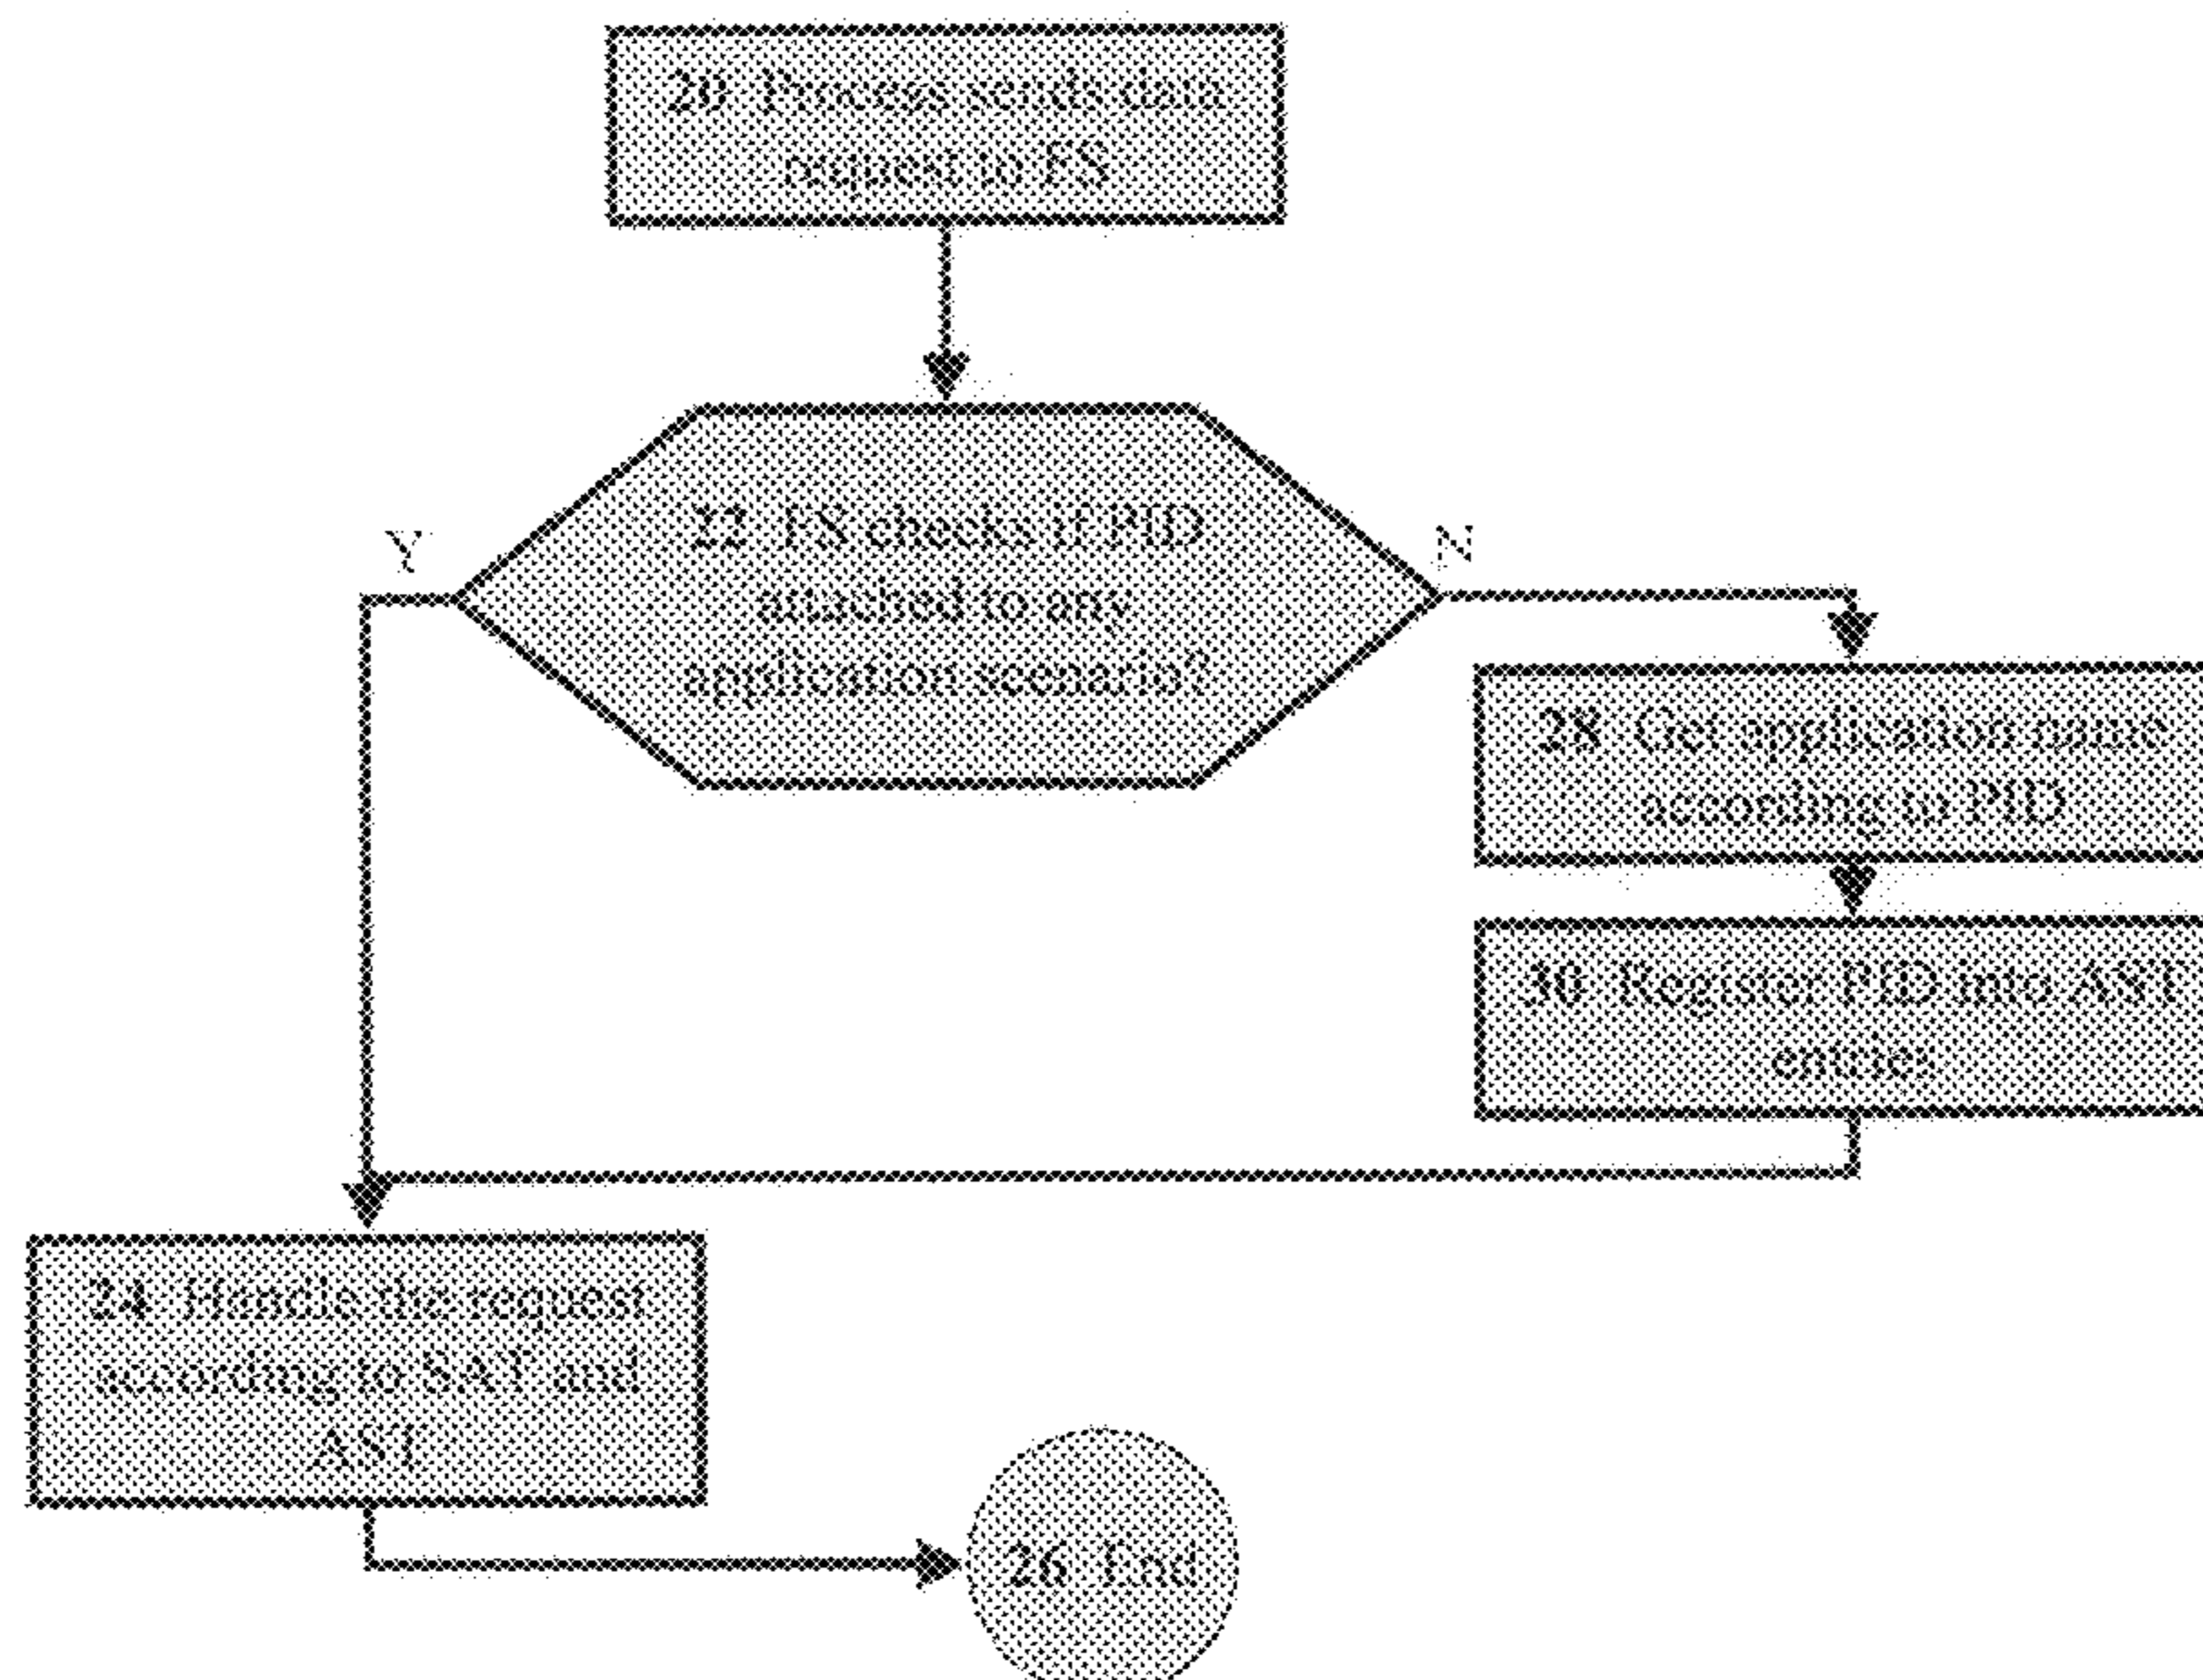 20 Process sends data
request to FS
22 FS checks if PID
attached to any
application scenario?
Y
N
28 Get application name
according to PID
30 Register PID into AST
entries
24 Handle the request
according to SAT and
AST
26 End